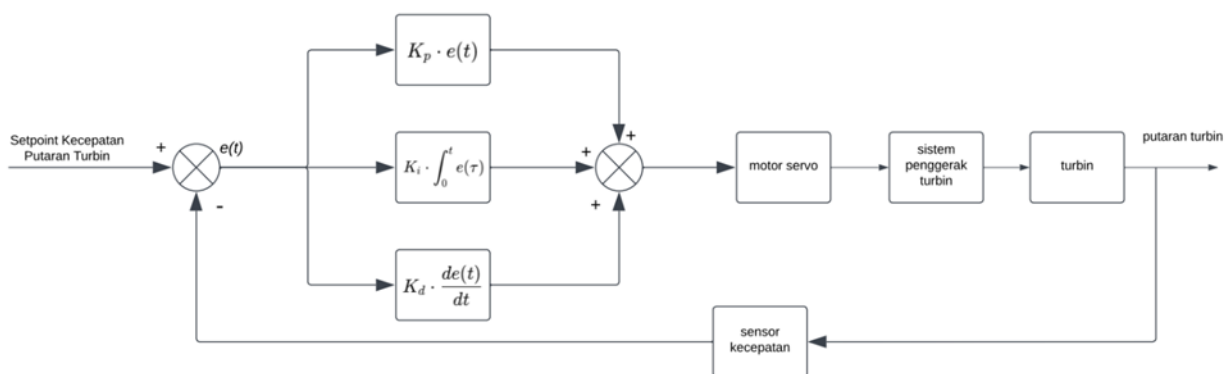 K_p · e(t)
Setpoint Kecepatan
Putaran Turbin
+
e(t)
-
K_i · ∫_0^t e(τ)
K_d · de(t)/dt
+
+
+
motor servo
sistem
penggerak
turbin
turbin
putaran turbin
sensor
kecepatan